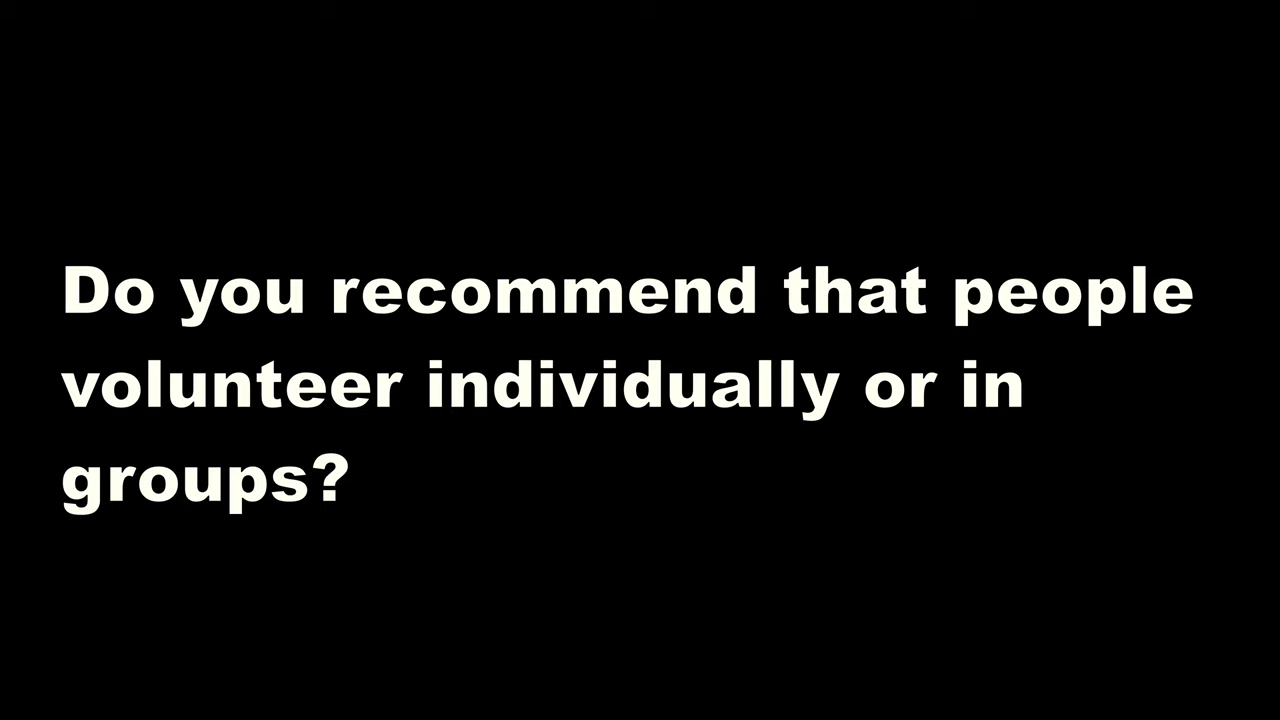 Do you recommend that people
volunteer individually or in
groups?